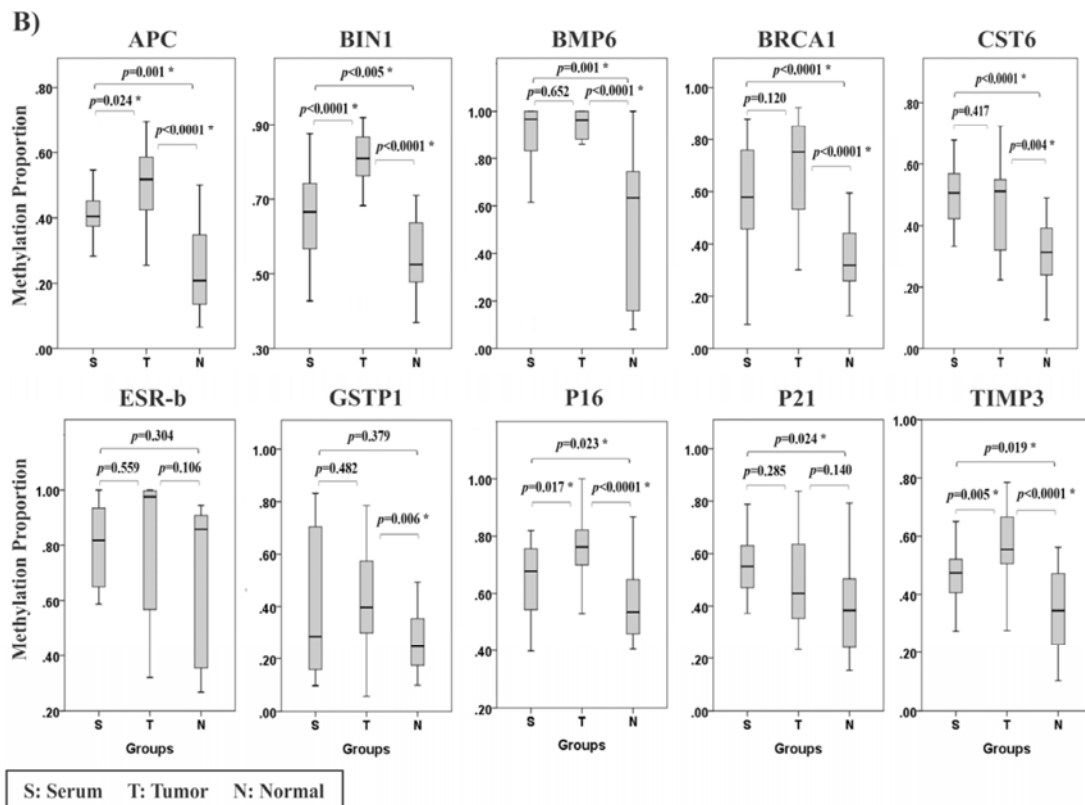 B)
APC BIN1 BMP6 BRCA1 CST6
Methylation Proportion
.80
.60
.40
.20
.00
p=0.001 *
p=0.024 *
p<0.0001 *
S T N
.90
.70
.50
.30
p<0.005 *
p<0.0001 *
p<0.0001 *
S T N
1.00
.80
.60
.40
.20
.00
p=0.001 *
p=0.652
p<0.0001 *
S T N
1.00
.80
.60
.40
.20
.00
p<0.0001 *
p=0.120
p<0.0001 *
S T N
.80
.60
.40
.20
.00
p<0.0001 *
p=0.417
p=0.004 *
S T N
ESR-b GSTP1 P16 P21 TIMP3
Methylation Proportion
1.00
.80
.60
.40
.20
p=0.304
p=0.559
p=0.106
S T N
Groups
1.00
.80
.60
.40
.20
.00
p=0.379
p=0.482
p=0.006 *
S T N
Groups
1.00
.80
.60
.40
.20
p=0.023 *
p=0.017 *
p<0.0001 *
S T N
Groups
1.00
.80
.60
.40
.20
.00
p=0.024 *
p=0.285
p=0.140
S T N
Groups
1.00
.80
.60
.40
.20
.00
p=0.019 *
p=0.005 *
p<0.0001 *
S T N
Groups
S: Serum T: Tumor N: Normal